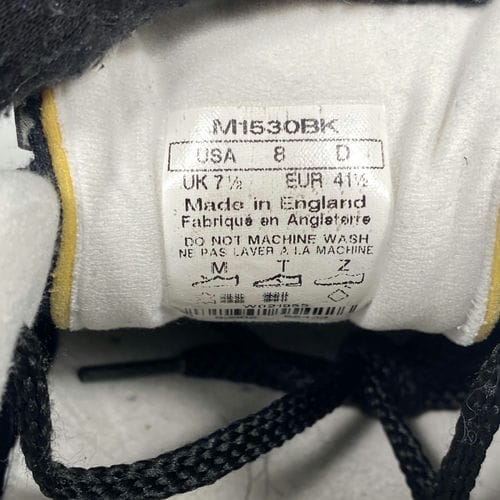 M1530BK
USA 8 D
UK 7½ EUR 41½
Made in England
Fabriqué en Angleterre
DO NOT MACHINE WASH
NE PAS LAVER A LA MACHINE
M T Z